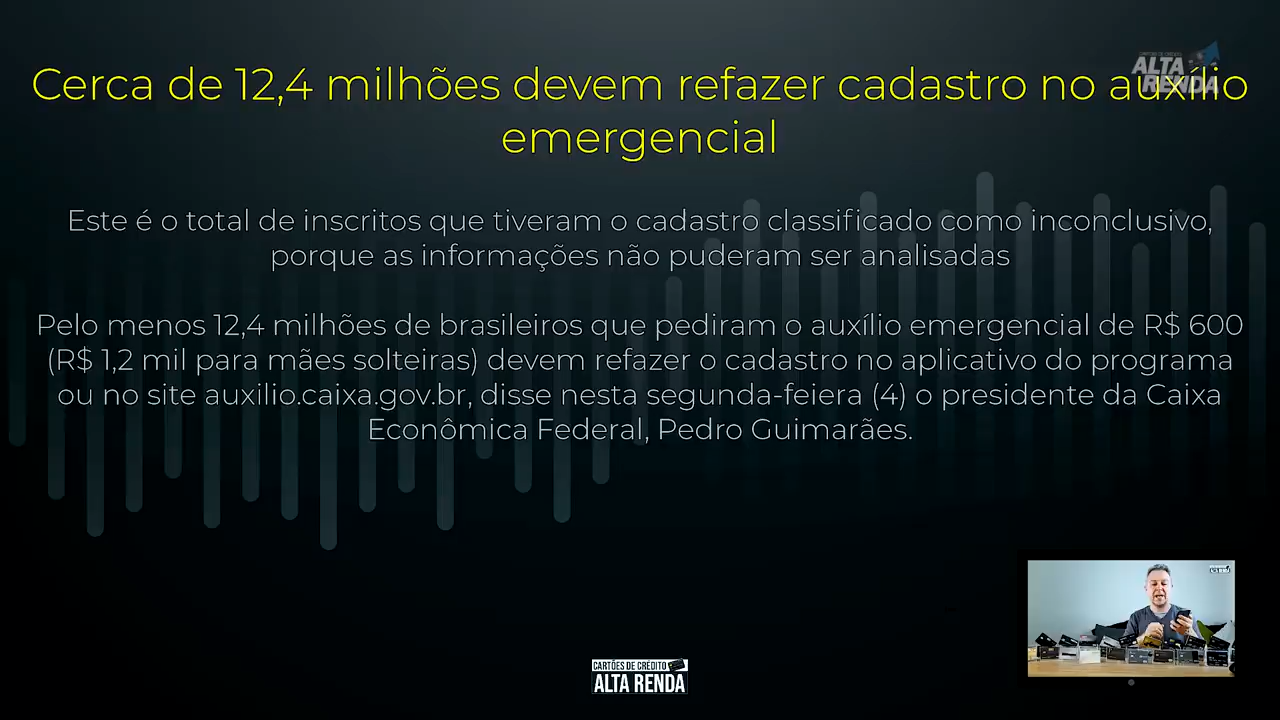 CARTÕES DE CRÉDITO
ALTA
RENDA
Cerca de 12,4 milhões devem refazer cadastro no auxílio
emergencial
Este é o total de inscritos que tiveram o cadastro classificado como inconclusivo,
porque as informações não puderam ser analisadas
Pelo menos 12,4 milhões de brasileiros que pediram o auxílio emergencial de R$ 600
(R$ 1,2 mil para mães solteiras) devem refazer o cadastro no aplicativo do programa
ou no site auxilio.caixa.gov.br, disse nesta segunda-feiera (4) o presidente da Caixa
Econômica Federal, Pedro Guimarães.
CARTÕES DE CRÉDITO
ALTA RENDA